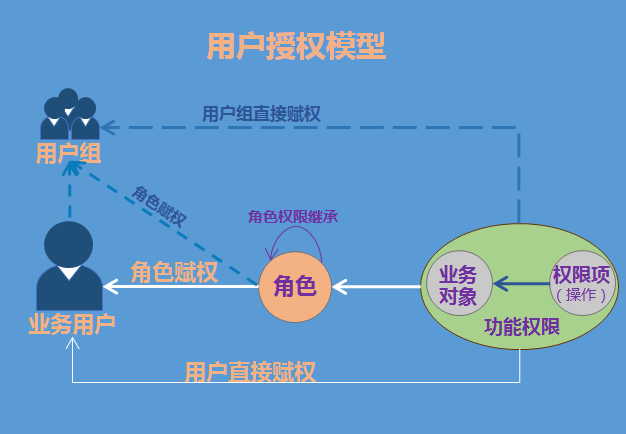 用户授权模型
用户组直接赋权
用户组
角色赋权
角色权限继承
角色赋权
角色
业务
对象
权限项
（操作）
功能权限
业务用户
用户直接赋权